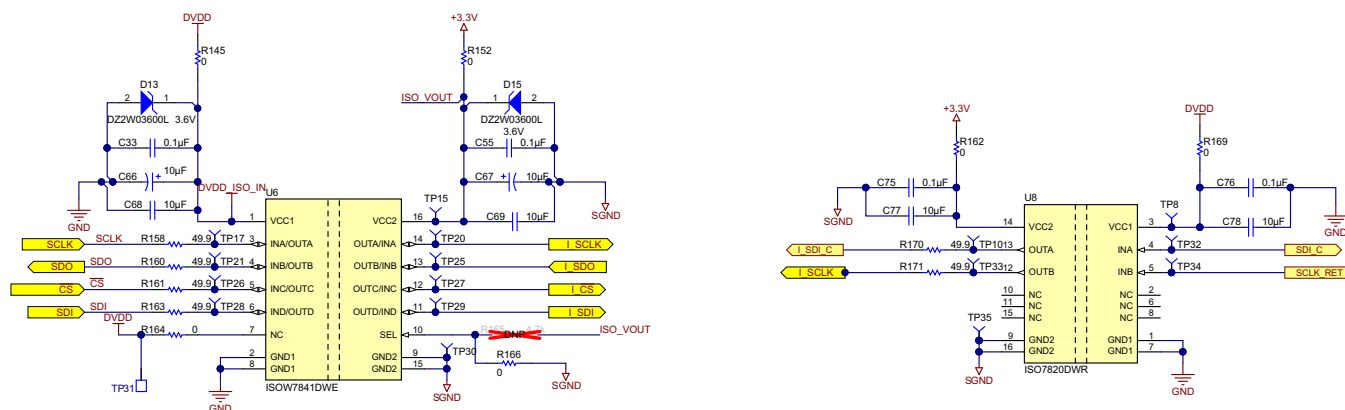 DVDD
+3.3V
R145
0
R152
0
D13
2
1
DZ2W03600L
3.6V
ISO_VOUT
D15
1
2
DZ2W03600L
3.6V
C33
0.1µF
C55
0.1µF
C66
+
10µF
C67
+
10µF
C68
10µF
C69
10µF
DVDD_ISO_IN
GND
SGND
U6
TP15
1
VCC1
VCC2
16
SCLK
SCLK
R158
49.9
TP17
3
INA/OUTA
OUTA/INA
14
TP20
I_SCLK
SDO
SDO
R160
49.9
TP21
4
INB/OUTB
OUTB/INB
13
TP25
I_SDO
CS
CS
R161
49.9
TP26
5
INC/OUTC
OUTC/INC
12
TP27
I_CS
SDI
SDI
R163
49.9
TP28
6
IND/OUTD
OUTD/IND
11
TP29
I_SDI
DVDD
R164
0
7
NC
SEL
10
DNP
ISO_VOUT
R166
0
SGND
TP31
2
GND1
8
GND1
GND2
9
GND2
15
TP30
GND
SGND
ISOW7841DWE
+3.3V
DVDD
R162
0
R169
0
C75
0.1µF
C77
10µF
C76
0.1µF
C78
10µF
SGND
GND
U8
TP8
14
VCC2
VCC1
3
I_SDI_C
R170
49.9
TP10
13
OUTA
INA
4
TP32
SDI_C
I_SCLK
R171
49.9
TP33
12
OUTB
INB
5
TP34
SCLK_RET
10
NC
NC
2
11
NC
NC
6
15
NC
NC
8
TP35
9
GND2
GND1
1
16
GND2
GND1
7
SGND
GND
ISO7820DWR